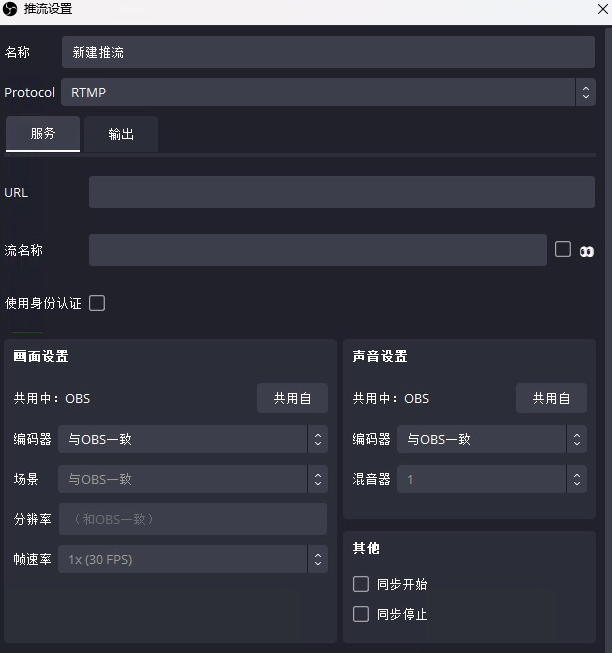 推流设置
名称 新建推流
Protocol RTMP
服务 输出
URL
流名称
使用身份认证
画面设置
共用中：OBS 共用自
编码器 与OBS一致
场景 与OBS一致
分辨率 （和OBS一致）
帧速率 1x (30 FPS)
声音设置
共用中：OBS 共用自
编码器 与OBS一致
混音器 1
其他
同步开始
同步停止